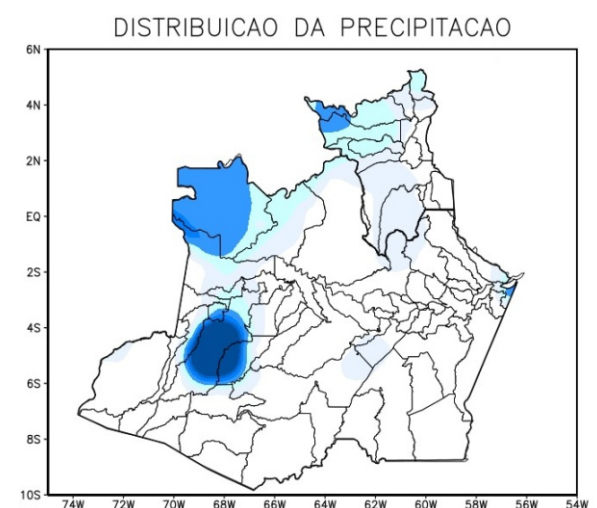 DISTRIBUICAO DA PRECIPITACAO
6N
4N
2N
EQ
2S
4S
6S
8S
10S
74W 72W 70W 68W 66W 64W 62W 60W 58W 56W 54W